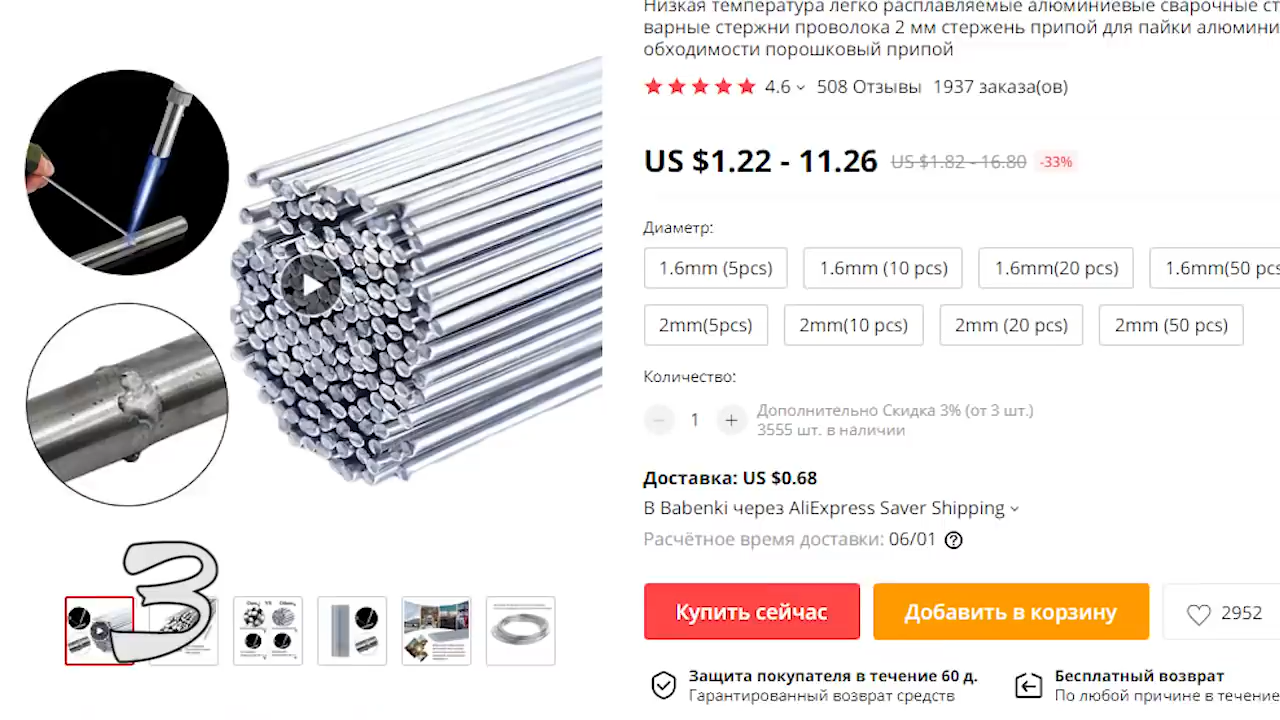 Низкая температура легко расплавляемые алюминиевые сварочные ст
варные стержни проволока 2 мм стержень припой для пайки алюмини
обходимости порошковый припой
4.6 508 Отзывы 1937 заказа(ов)
US $1.22 - 11.26 US $1.82 - 16.80 -33%
Диаметр:
1.6mm (5pcs) 1.6mm (10 pcs) 1.6mm(20 pcs) 1.6mm(50 pcs
2mm(5pcs) 2mm(10 pcs) 2mm (20 pcs) 2mm (50 pcs)
Количество:
1 Дополнительно Скидка 3% (от 3 шт.)
3555 шт. в наличии
Доставка: US $0.68
В Babenki через AliExpress Saver Shipping
Расчётное время доставки: 06/01
3
Купить сейчас Добавить в корзину 2952
Защита покупателя в течение 60 д. Бесплатный возврат
Гарантированный возврат средств По любой причине в течение